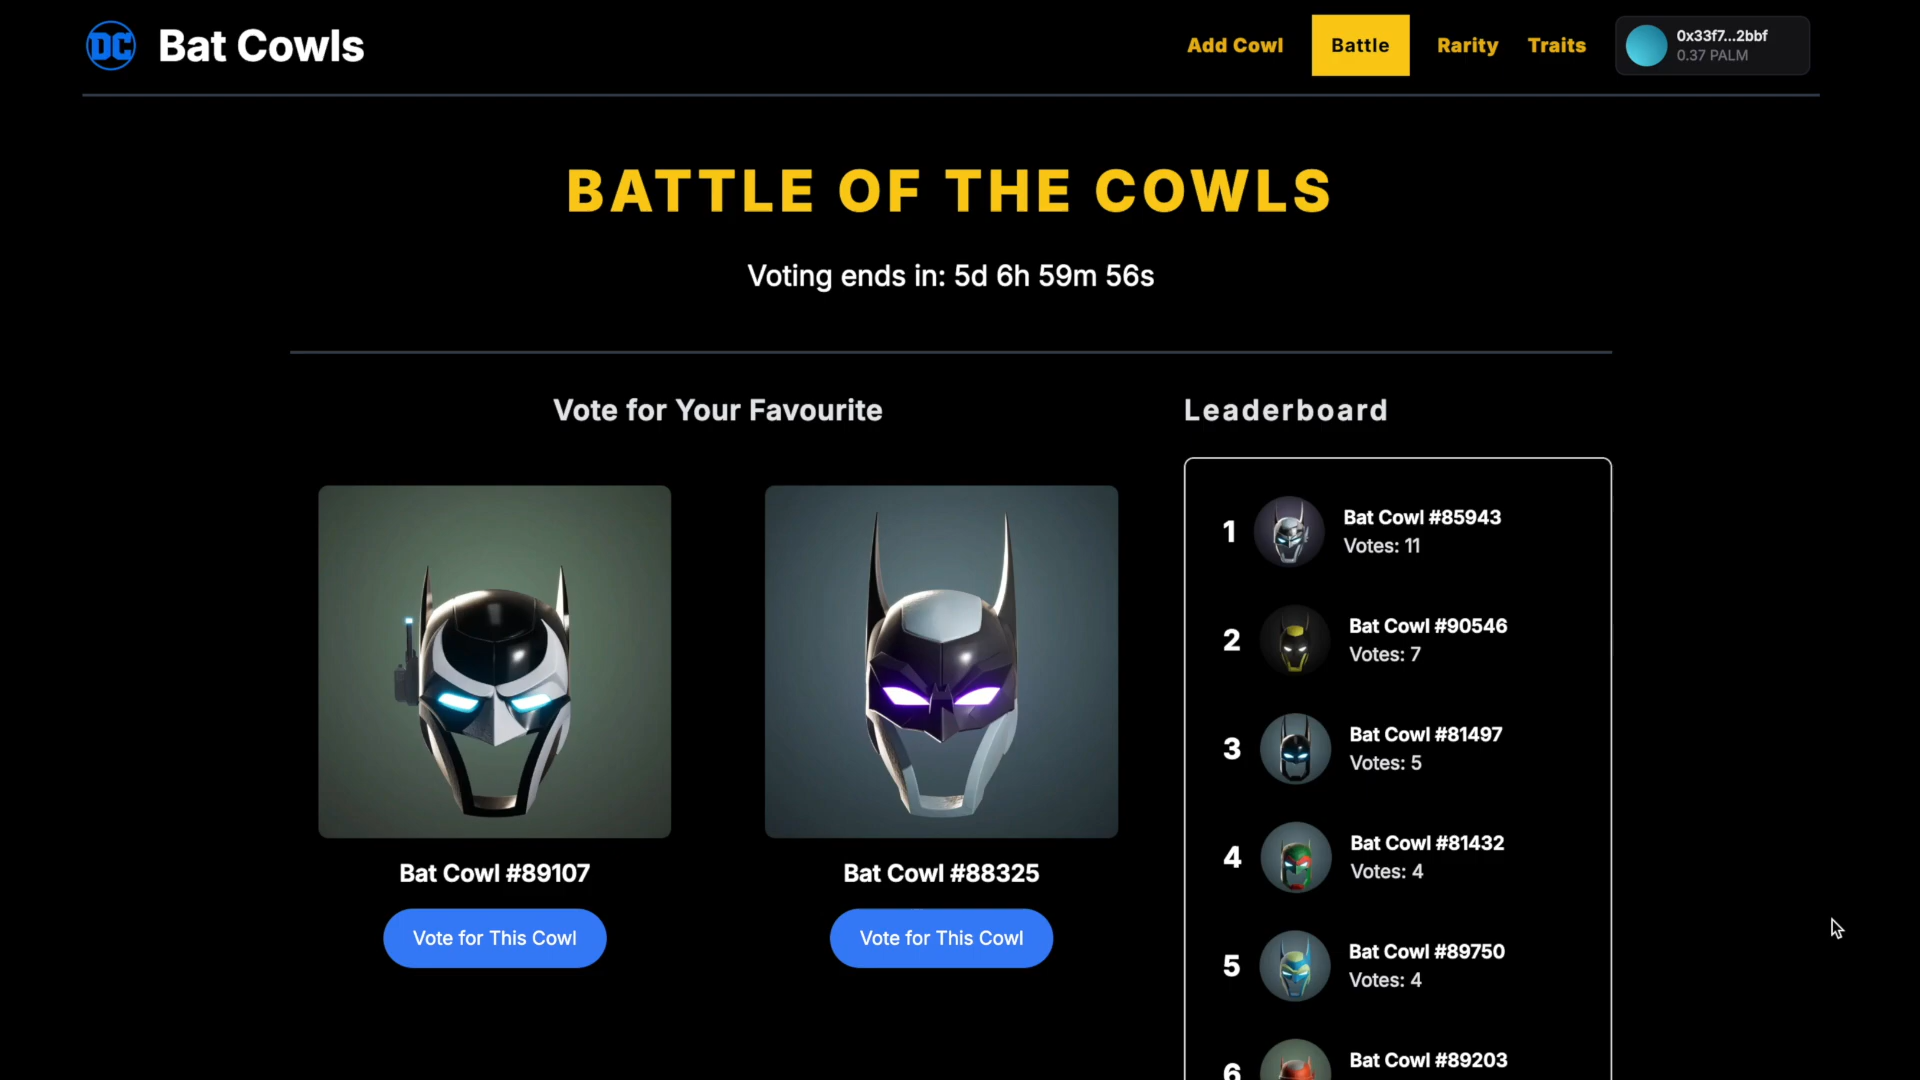 DC
Bat Cowls
Add Cowl
Battle
Rarity
Traits
0x33f7...2bbf
0.37 PALM
BATTLE OF THE COWLS
Voting ends in: 5d 6h 59m 56s
Vote for Your Favourite
Bat Cowl #89107
Vote for This Cowl
Bat Cowl #88325
Vote for This Cowl
Leaderboard
1
Bat Cowl #85943
Votes: 11
2
Bat Cowl #90546
Votes: 7
3
Bat Cowl #81497
Votes: 5
4
Bat Cowl #81432
Votes: 4
5
Bat Cowl #89750
Votes: 4
6
Bat Cowl #89203